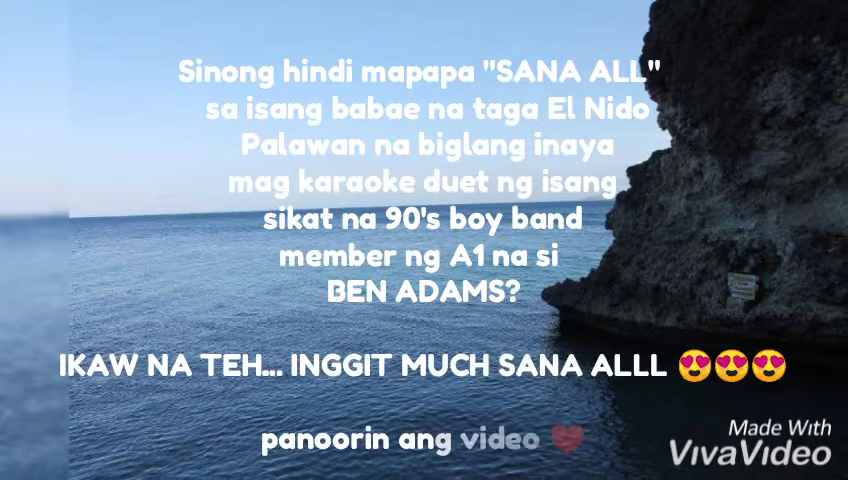 Sinong hindi mapapa "SANA ALL"
sa isang babae na taga El Nido
Palawan na biglang inaya
mag karaoke duet ng isang
sikat na 90's boy band
member ng A1 na si
BEN ADAMS?
IKAW NA TEH... INGGIT MUCH SANA ALLL 😍😍😍
panoorin ang video ❤️
Made With
VivaVideo